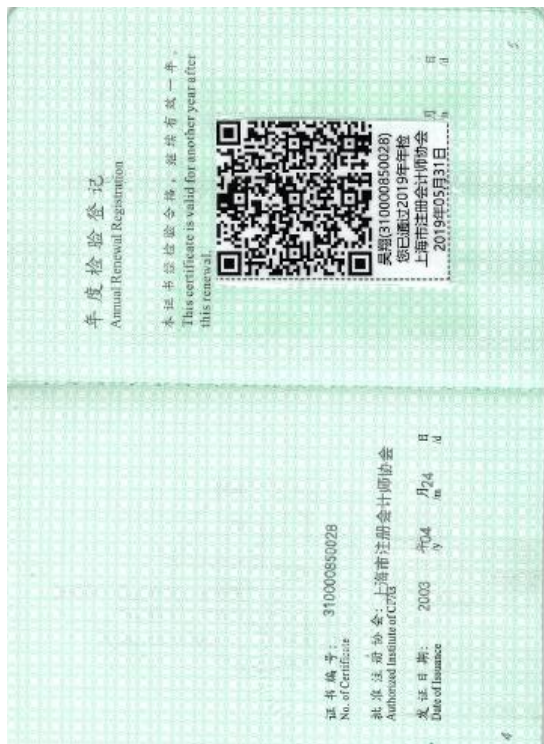 证书编号： 310000850028
No. of Certificate
批准注册协会：上海市注册会计师协会
Authorized Institute of CPAs
发证日期： 2003 年04 月24 日
Date of Issuance /y /m /d
4
年度检验登记
Annual Renewal Registration
本证书经检验合格，继续有效一年。
This certificate is valid for another year after
this renewal.
吴翔(310000850028)
您已通过2019年年检
上海市注册会计师协会
2019年05月31日
月 日
/m /d
5